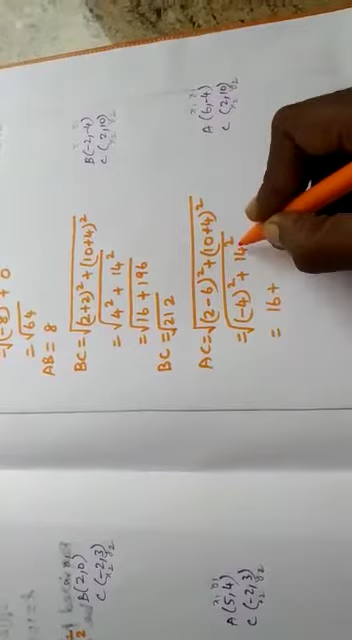 = √(-8) + 0
= √64
AB = 8
B(-2,-4)
C (2,10)
BC = √(2+2)² + (10+4)²
= √4² + 14²
= √16 + 196
BC = √212
A (6,-4)
C (2,10)
AC = √(2-6)² + (10+4)²
= √(-4)² + 14²
= 16+
B(2,0)
C (-2,3)
A (5,4)
C (-2,3)